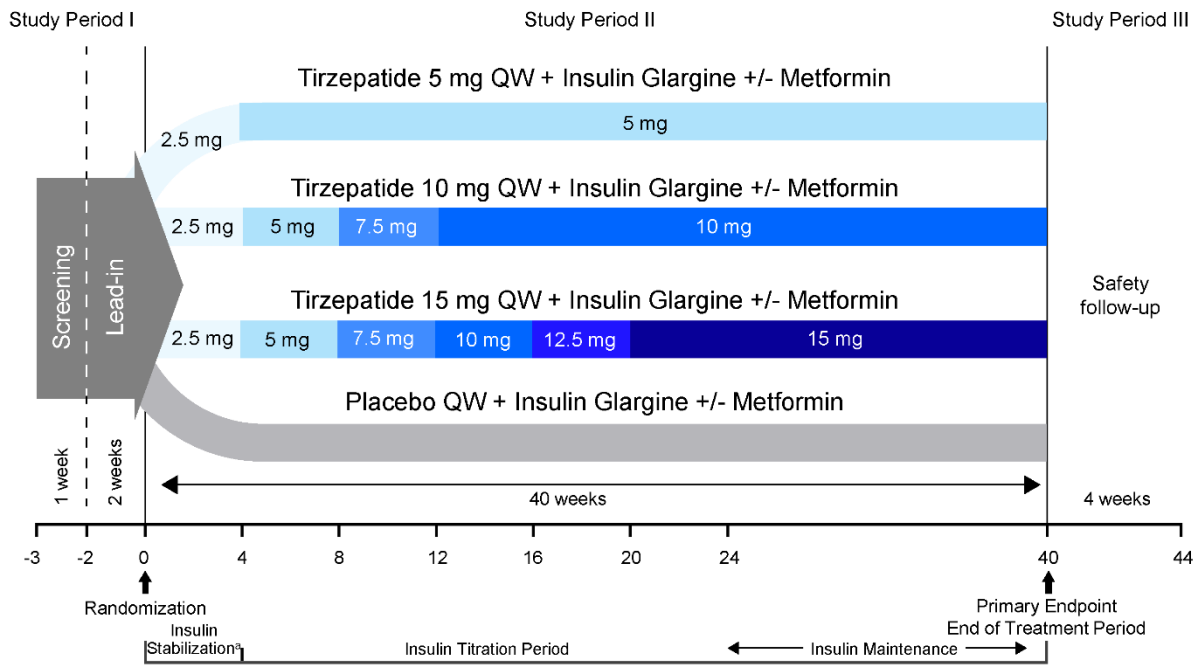 Study Period I
Study Period II
Study Period III
Tirzepatide 5 mg QW + Insulin Glargine +/- Metformin
2.5 mg
5 mg
Tirzepatide 10 mg QW + Insulin Glargine +/- Metformin
2.5 mg
5 mg
7.5 mg
10 mg
Screening
Lead-in
Tirzepatide 15 mg QW + Insulin Glargine +/- Metformin
2.5 mg
5 mg
7.5 mg
10 mg
12.5 mg
15 mg
Safety
follow-up
Placebo QW + Insulin Glargine +/- Metformin
1 week
2 weeks
40 weeks
4 weeks
-3
-2
0
4
8
12
16
20
24
40
44
Randomization
Primary Endpoint
End of Treatment Period
Insulin
Stabilizationᵃ
Insulin Titration Period
Insulin Maintenance